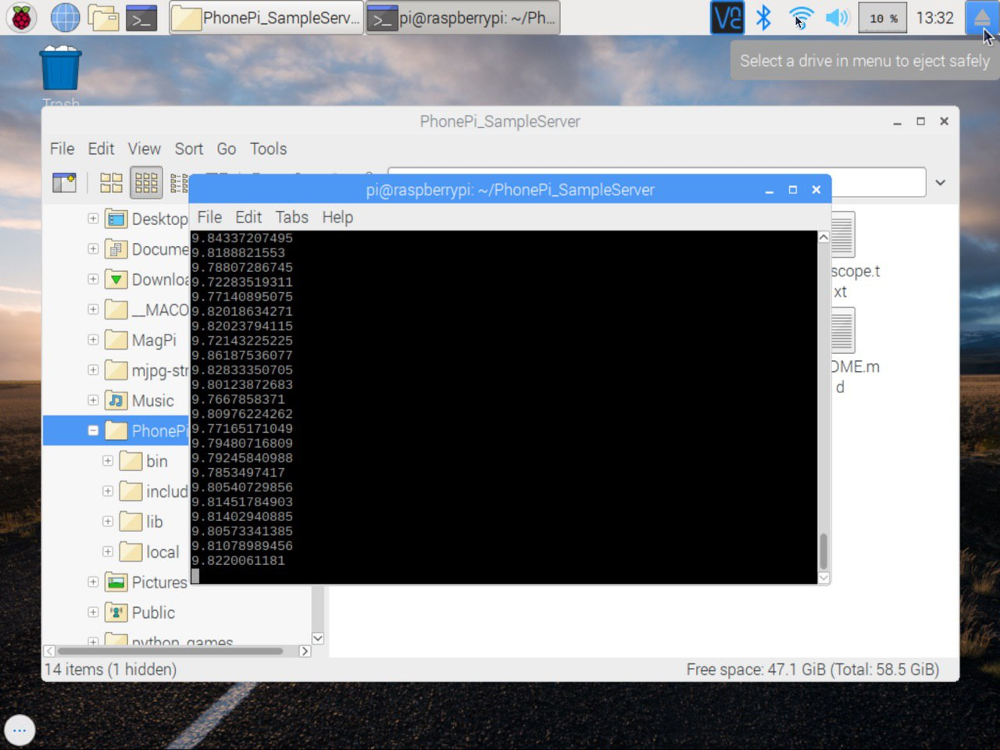 PhonePi_SampleServ...
pi@raspberrypi: ~/Ph...
10 %
13:32
Select a drive in menu to eject safely
Trash
PhonePi_SampleServer
File Edit View Sort Go Tools
pi@raspberrypi: ~/PhonePi_SampleServer
File Edit Tabs Help
9.84337207495
9.8188821553
9.78807286745
9.72283519311
9.77140895075
9.82018634271
9.82023794115
9.72143225225
9.86187536077
9.82833350705
9.80123872683
9.7667858371
9.80976224262
9.77165171049
9.79480716809
9.79245840988
9.7853497417
9.80540729856
9.81451784903
9.81402940885
9.80573341385
9.81078989456
9.8220061181
Desktop
Docume
Downloa
__MACO
MagPi
mjpg-str
Music
PhonePi
bin
includ
lib
local
Pictures
Public
python_games
scope.t
xt
OME.m
d
14 items (1 hidden)
Free space: 47.1 GiB (Total: 58.5 GiB)